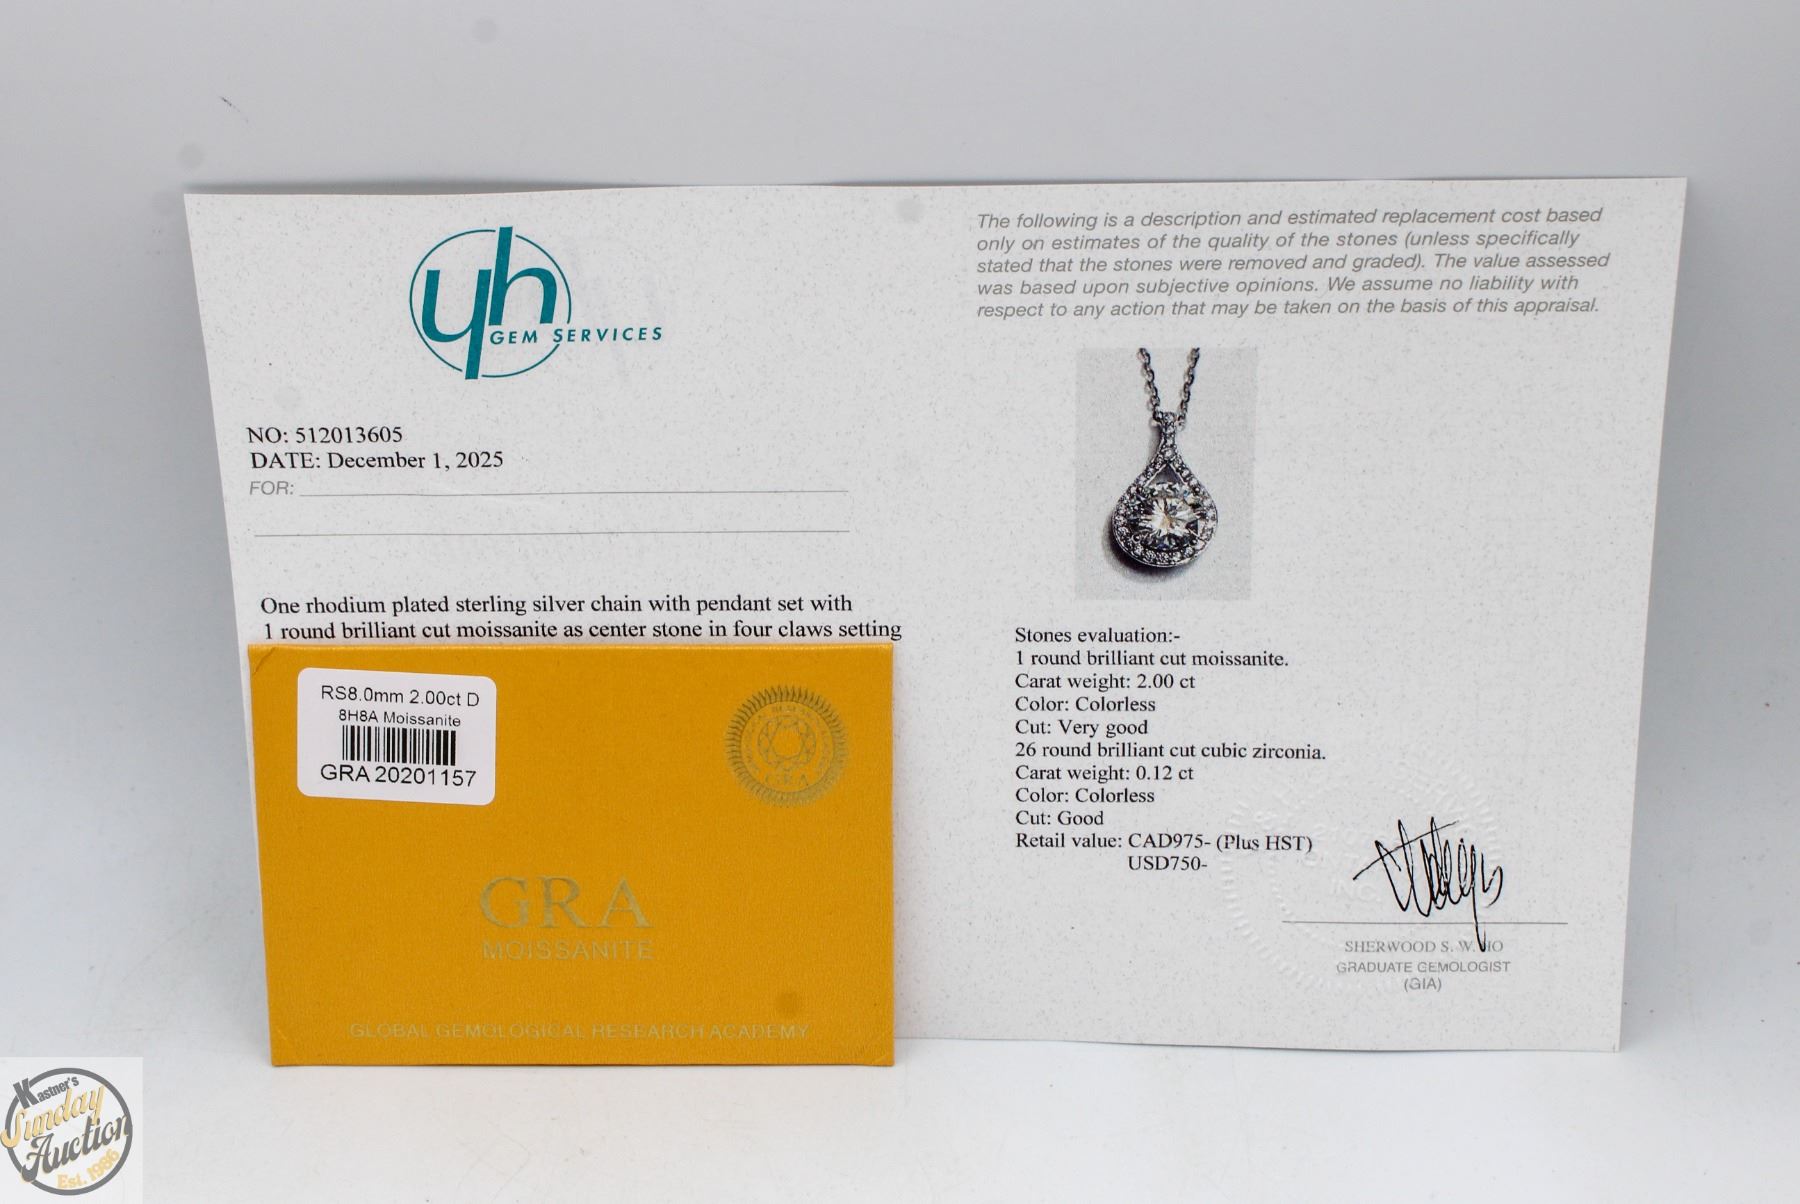 yh
GEM SERVICES
NO: 512013605
DATE: December 1, 2025
FOR:
One rhodium plated sterling silver chain with pendant set with
1 round brilliant cut moissanite as center stone in four claws setting
RS8.0mm 2.00ct D
8H8A Moissanite
GRA20201157
GRA
GRA
MOISSANITE
GLOBAL GEMOLOGICAL RESEARCH ACADEMY
The following is a description and estimated replacement cost based
only on estimates of the quality of the stones (unless specifically
stated that the stones were removed and graded). The value assessed
was based upon subjective opinions. We assume no liability with
respect to any action that may be taken on the basis of this appraisal.
Stones evaluation:-
1 round brilliant cut moissanite.
Carat weight: 2.00 ct
Color: Colorless
Cut: Very good
26 round brilliant cut cubic zirconia.
Carat weight: 0.12 ct
Color: Colorless
Cut: Good
Retail value: CAD975- (Plus HST)
USD750-
SHERWOOD S. W. HO
GRADUATE GEMOLOGIST
(GIA)
Kastner's
Sunday
Auction
Est. 1986